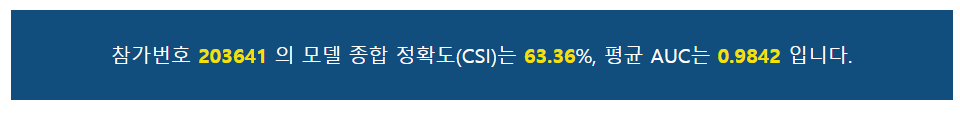 참가번호 203641 의 모델 종합 정확도(CSI)는 63.36%, 평균 AUC는 0.9842 입니다.